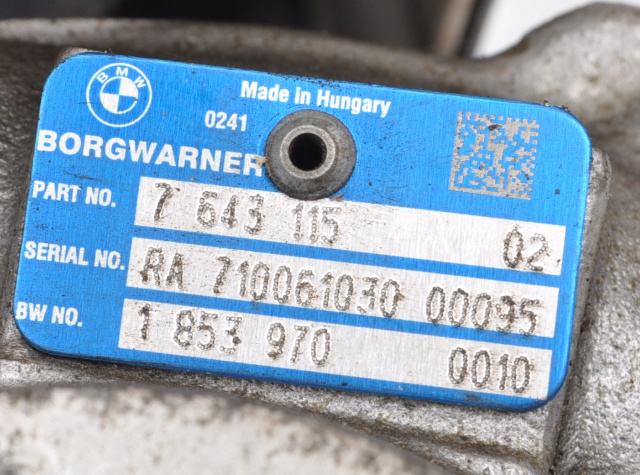 BMW
Made in Hungary
0241
BORGWARNER
PART NO. 7 643 115 02
SERIAL NO. RA 710061030 00095
BW NO. 1 853 970 0010